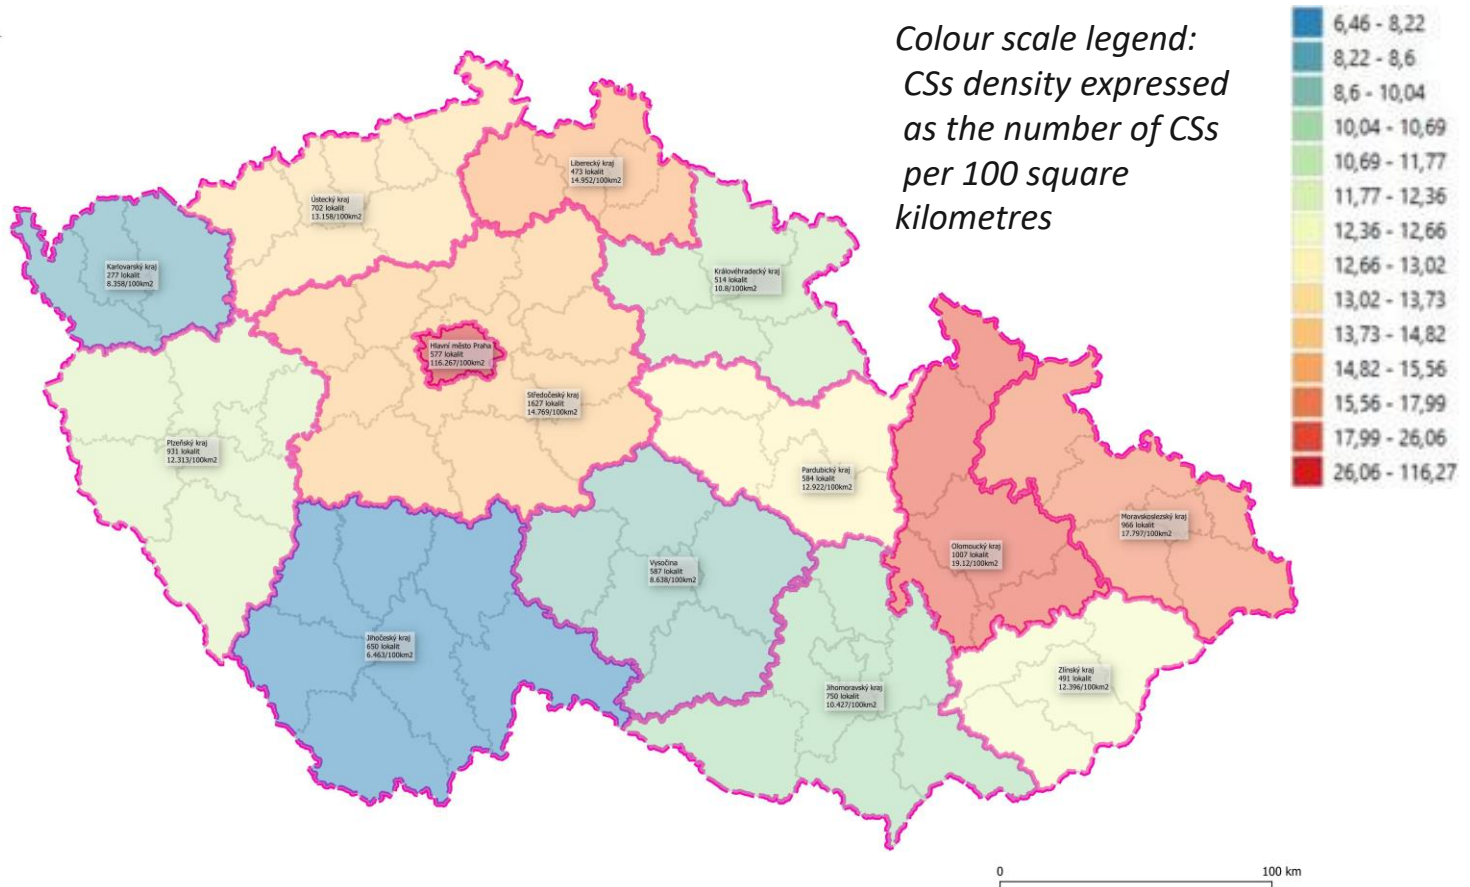 Colour scale legend:
CSs density expressed
as the number of CSs
per 100 square
kilometres
6,46 - 8,22
8,22 - 8,6
8,6 - 10,04
10,04 - 10,69
10,69 - 11,77
11,77 - 12,36
12,36 - 12,66
12,66 - 13,02
13,02 - 13,73
13,73 - 14,82
14,82 - 15,56
15,56 - 17,99
17,99 - 26,06
26,06 - 116,27
Liberecký kraj
473 lokalit
14.952/100km2
Ústecký kraj
702 lokalit
13.158/100km2
Karlovarský kraj
277 lokalit
8.358/100km2
Královéhradecký kraj
514 lokalit
10.8/100km2
Hlavní město Praha
577 lokalit
116.267/100km2
Středočeský kraj
1627 lokalit
14.769/100km2
Plzeňský kraj
931 lokalit
12.313/100km2
Pardubický kraj
584 lokalit
12.922/100km2
Moravskoslezský kraj
966 lokalit
17.797/100km2
Olomoucký kraj
1007 lokalit
19.12/100km2
Vysočina
587 lokalit
8.638/100km2
Jihočeský kraj
650 lokalit
6.463/100km2
Jihomoravský kraj
750 lokalit
10.427/100km2
Zlínský kraj
491 lokalit
12.396/100km2
0 100 km